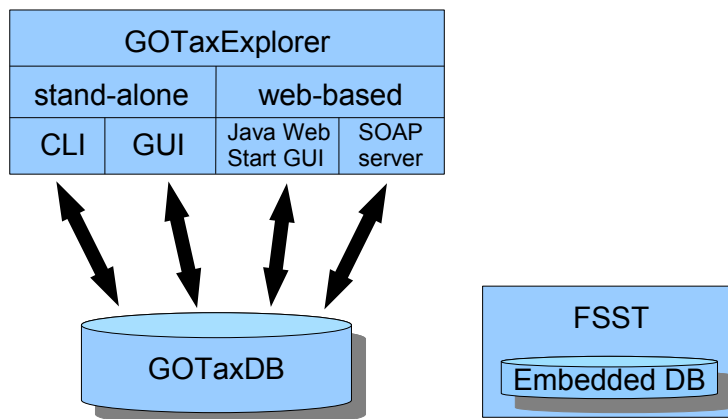 GOTaxExplorer
stand-alone
web-based
CLI
GUI
Java Web
Start GUI
SOAP
server
GOTaxDB
FSST
Embedded DB